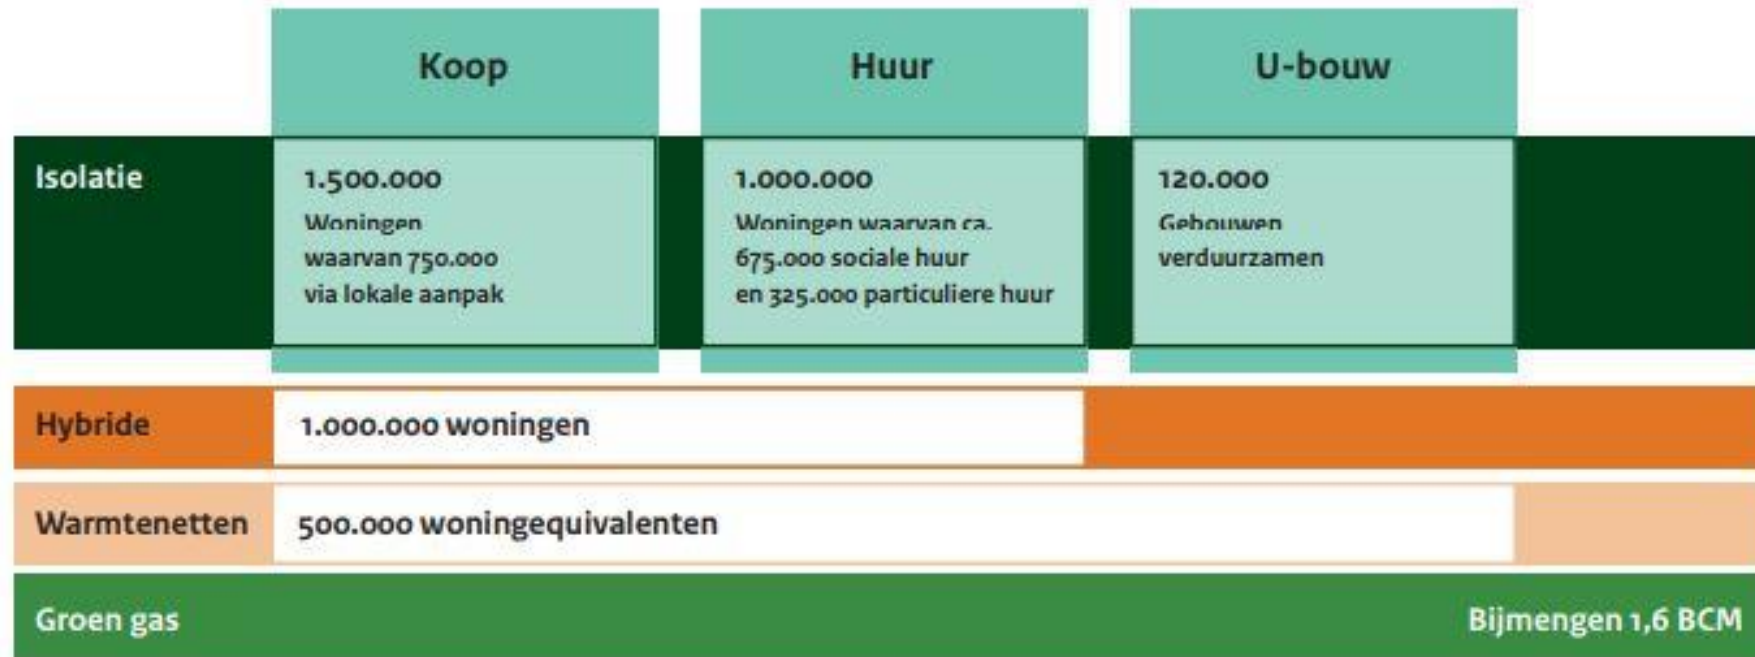 Koop
Huur
U-bouw
Isolatie
1.500.000
Woningen
waarvan 750.000
via lokale aanpak
1.000.000
Woningen waarvan ca.
675.000 sociale huur
en 325.000 particuliere huur
120.000
Gebouwen
verduurzamen
Hybride
1.000.000 woningen
Warmtenetten
500.000 woningequivalenten
Groen gas
Bijmengen 1,6 BCM